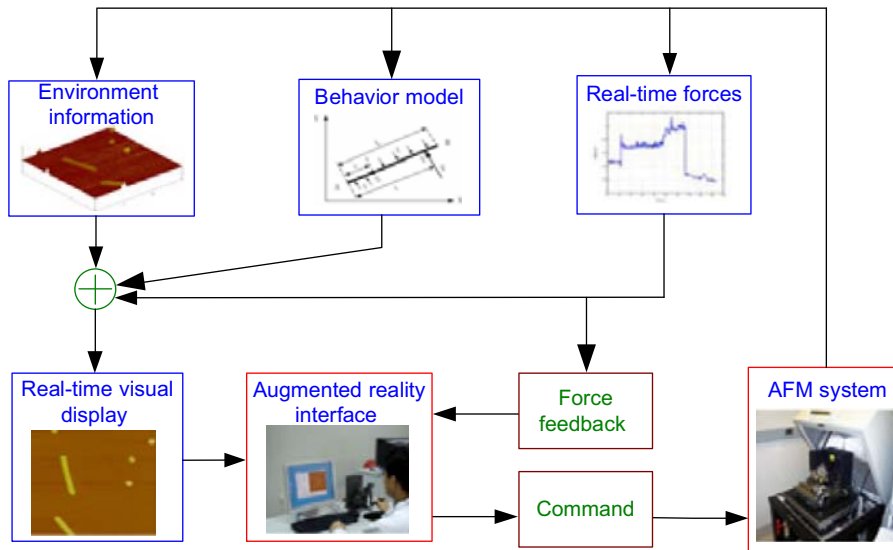 Environment
information
Behavior model
Real-time forces
Real-time visual
display
Augmented reality
interface
Force
feedback
AFM system
Command